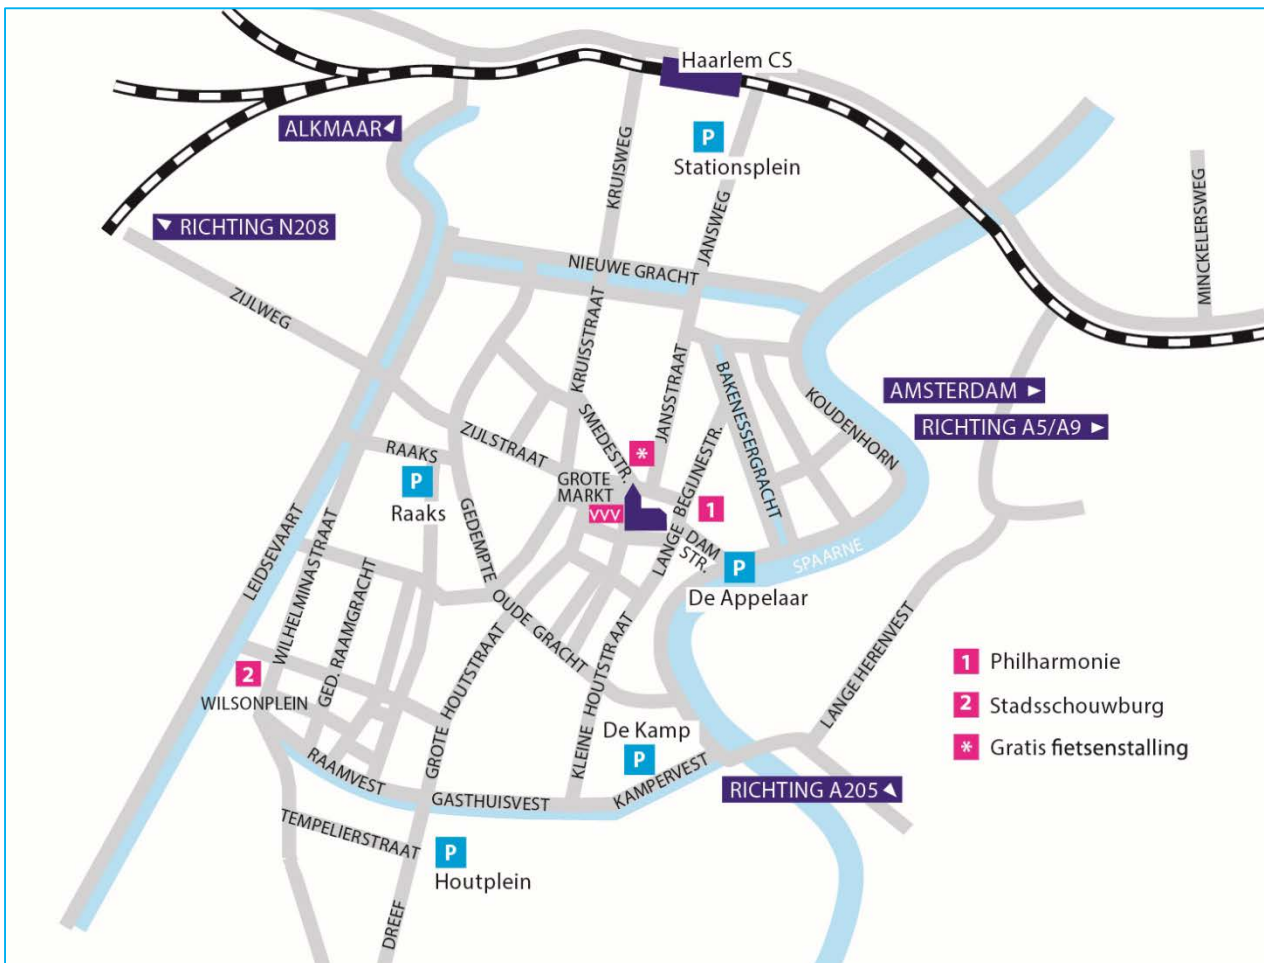 Haarlem CS
ALKMAAR
P
Stationsplein
KRUISWEG
JANSWEG
MINCKELERSWEG
RICHTING N208
ZIJLWEG
NIEUWE GRACHT
KRUISSTRAAT
JANSSTRAAT
BAKENESSERGRACHT
KOUDENHORN
AMSTERDAM
RICHTING A5/A9
SMEDESTR.
ZIJLSTRAAT
RAAKS
P
Raaks
*
GROTE
MARKT
VVV
LANGE BEGIJNESTR.
1
DAM
STR.
P
De Appelaar
SPAARNE
GEDEMPTE
OUDE GRACHT
LEIDSEVAART
WILHELMINASTRAAT
GED. RAAMGRACHT
2
WILSONPLEIN
GROTE HOUTSTRAAT
KLEINE HOUTSTRAAT
LANGE HERENVEST
De Kamp
P
KAMPERVEST
RAAMVEST
GASTHUISVEST
RICHTING A205
TEMPELIERSTRAAT
P
Houtplein
DREEF
1 Philharmonie
2 Stadsschouwburg
* Gratis fietsenstalling